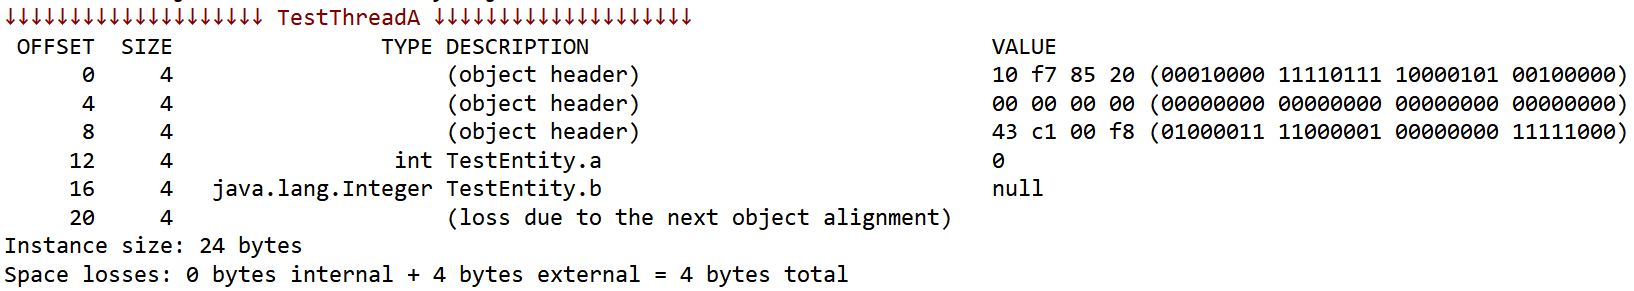 ↓↓↓↓↓↓↓↓↓↓↓↓↓↓↓↓↓↓↓↓ TestThreadA ↓↓↓↓↓↓↓↓↓↓↓↓↓↓↓↓↓↓↓↓
OFFSET SIZE TYPE DESCRIPTION VALUE
0 4 (object header) 10 f7 85 20 (00010000 11110111 10000101 00100000)
4 4 (object header) 00 00 00 00 (00000000 00000000 00000000 00000000)
8 4 (object header) 43 c1 00 f8 (01000011 11000001 00000000 11111000)
12 4 int TestEntity.a 0
16 4 java.lang.Integer TestEntity.b null
20 4 (loss due to the next object alignment)
Instance size: 24 bytes
Space losses: 0 bytes internal + 4 bytes external = 4 bytes total